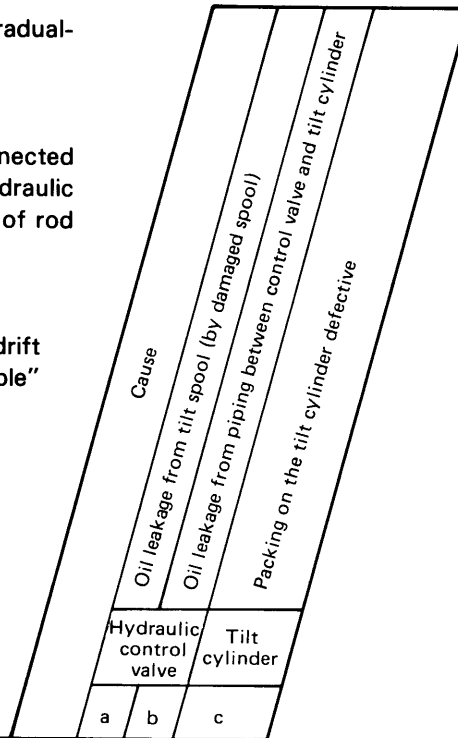 radual-
nected
draulic
of rod
drift
ple"
Cause
Oil leakage from tilt spool (by damaged spool)
Oil leakage from piping between control valve and tilt cylinder
Packing on the tilt cylinder defective
Hydraulic
control
valve
Tilt
cylinder
a
b
c